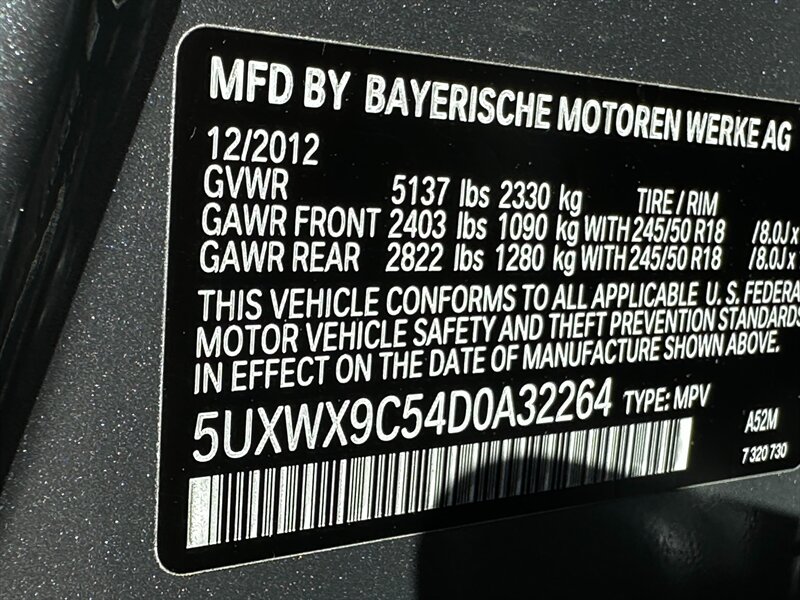 MFD BY BAYERISCHE MOTOREN WERKE AG
12/2012
GVWR 5137 lbs 2330 kg TIRE / RIM
GAWR FRONT 2403 lbs 1090 kg WITH 245/50 R18 /8.0J x
GAWR REAR 2822 lbs 1280 kg WITH 245/50 R18 /8.0J x
THIS VEHICLE CONFORMS TO ALL APPLICABLE U. S. FEDERA
MOTOR VEHICLE SAFETY AND THEFT PREVENTION STANDARDS
IN EFFECT ON THE DATE OF MANUFACTURE SHOWN ABOVE.
5UXWX9C54D0A32264 TYPE: MPV
A52M
7 320 730